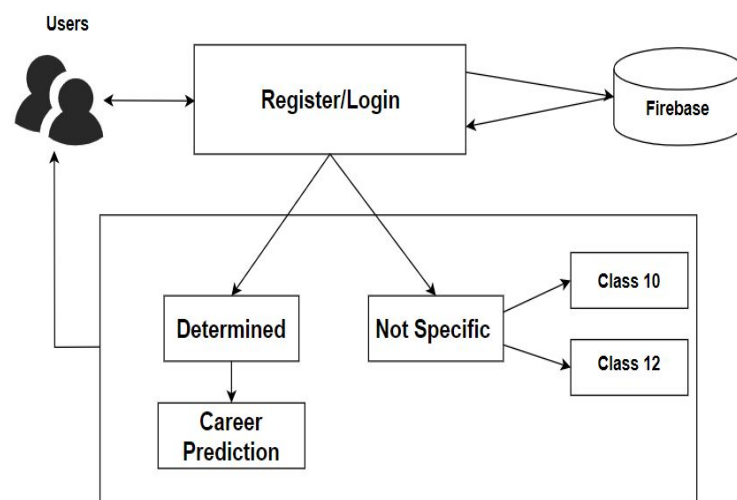 Users
Register/Login
Firebase
Determined
Not Specific
Class 10
Class 12
Career
Prediction